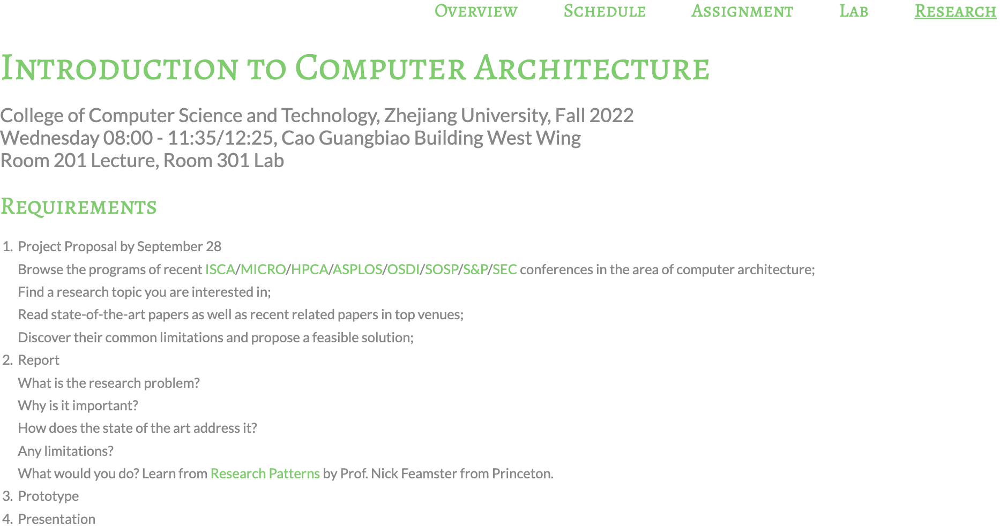 Overview Schedule Assignment Lab Research
Introduction to Computer Architecture
College of Computer Science and Technology, Zhejiang University, Fall 2022
Wednesday 08:00 - 11:35/12:25, Cao Guangbiao Building West Wing
Room 201 Lecture, Room 301 Lab
Requirements
1. Project Proposal by September 28
Browse the programs of recent ISCA/MICRO/HPCA/ASPLOS/OSDI/SOSP/S&P/SEC conferences in the area of computer architecture;
Find a research topic you are interested in;
Read state-of-the-art papers as well as recent related papers in top venues;
Discover their common limitations and propose a feasible solution;
2. Report
What is the research problem?
Why is it important?
How does the state of the art address it?
Any limitations?
What would you do? Learn from Research Patterns by Prof. Nick Feamster from Princeton.
3. Prototype
4. Presentation